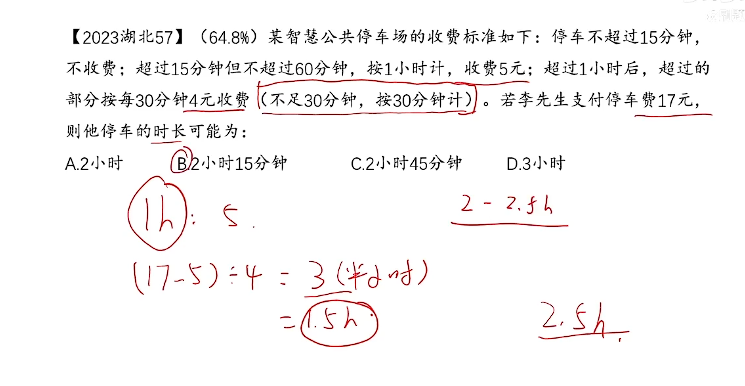 【2023湖北57】（64.8%）某智慧公共停车场的收费标准如下：停车不超过15分钟，
不收费；超过15分钟但不超过60分钟，按1小时计，收费5元；超过1小时后，超过的
部分按每30分钟4元收费（不足30分钟，按30分钟计）。若李先生支付停车费17元，
则他停车的时长可能为：
A.2小时 B.2小时15分钟 C.2小时45分钟 D.3小时
1h : 5.
2 - 2.5h
(17-5)÷4 = 3 (半小时)
= 1.5h.
2.5h.